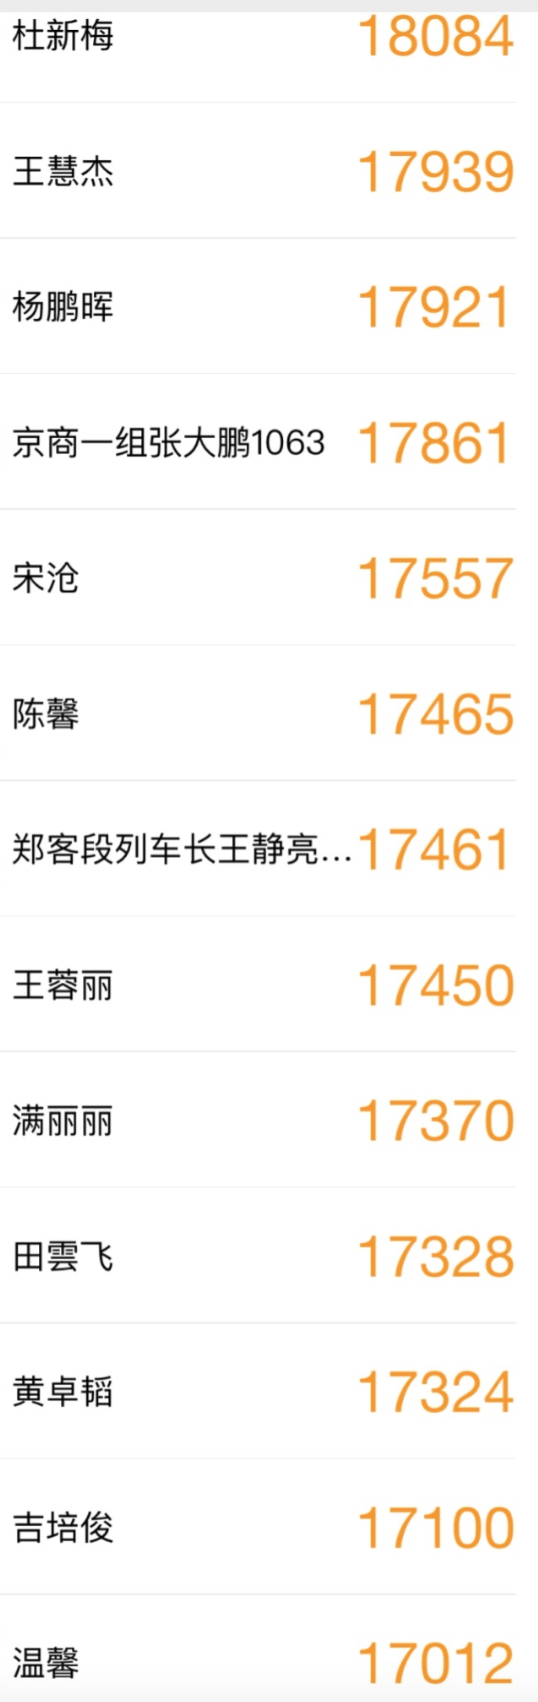 杜新梅 18084
王慧杰 17939
杨鹏晖 17921
京商一组张大鹏1063 17861
宋沧 17557
陈馨 17465
郑客段列车长王静亮... 17461
王蓉丽 17450
满丽丽 17370
田雲飞 17328
黄卓韬 17324
吉培俊 17100
温馨 17012